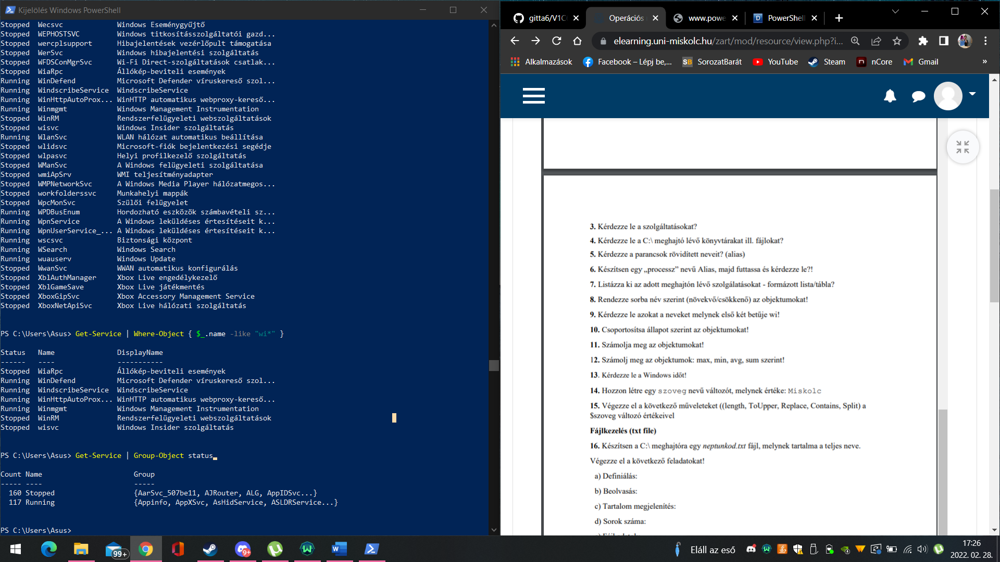 Kijelölés Windows PowerShell
Stopped  Wecsvc             Windows Eseménygyűjtő
Stopped  WEPHOSTSVC         Windows titkosításszolgáltatói gazd...
Stopped  wercplsupport      Hibajelentések vezérlőpult támogatása
Stopped  WerSvc             Windows hibajelentési szolgáltatás
Stopped  WFDSConMgrSvc      Wi-Fi Direct-szolgáltatások csatlak...
Stopped  WiaRpc             Állókép-beviteli események
Running  WinDefend          Microsoft Defender víruskereső szol...
Running  WindscribeService  WindscribeService
Running  WinHttpAutoProx... WinHTTP automatikus webproxy-kereső...
Running  Winmgmt            Windows Management Instrumentation
Stopped  WinRM              Rendszerfelügyeleti webszolgáltatások
Stopped  wisvc              Windows Insider szolgáltatás
Running  WlanSvc            WLAN hálózat automatikus beállítása
Stopped  wlidsvc            Microsoft-fiók bejelentkezési segédje
Stopped  wlpasvc            Helyi profilkezelő szolgáltatás
Stopped  WManSvc            A Windows felügyeleti szolgáltatása
Stopped  wmiApSrv           WMI teljesítményadapter
Stopped  WMPNetworkSvc      A Windows Media Player hálózatmegos...
Stopped  workfolderssvc     Munkahelyi mappák
Stopped  WpcMonSvc          Szülői felügyelet
Running  WPDBusEnum         Hordozható eszközök számbavételi sz...
Running  WpnService         A Windows leküldéses értesítéseit k...
Running  WpnUserService_... A Windows leküldéses értesítéseit k...
Running  wscsvc             Biztonsági központ
Running  WSearch            Windows Search
Running  wuauserv           Windows Update
Stopped  WwanSvc            WWAN automatikus konfigurálás
Stopped  XblAuthManager     Xbox Live engedélykezelő
Stopped  XblGameSave        Xbox Live játékmentés
Stopped  XboxGipSvc         Xbox Accessory Management Service
Stopped  XboxNetApiSvc      Xbox Live hálózati szolgáltatás
PS C:\Users\Asus> Get-Service | Where-Object { $_.name -like "wi*" }
Status   Name               DisplayName
------   ----               -----------
Stopped  WiaRpc             Állókép-beviteli események
Running  WinDefend          Microsoft Defender víruskereső szol...
Running  WindscribeService  WindscribeService
Running  WinHttpAutoProx... WinHTTP automatikus webproxy-kereső...
Running  Winmgmt            Windows Management Instrumentation
Stopped  WinRM              Rendszerfelügyeleti webszolgáltatások
Stopped  wisvc              Windows Insider szolgáltatás
PS C:\Users\Asus> Get-Service | Group-Object status
Count Name                      Group
----- ----                      -----
  160 Stopped                   {AarSvc_507be11, AJRouter, ALG, AppIDSvc...}
  117 Running                   {Appinfo, AppXSvc, AsHidService, ASLDRService...}
PS C:\Users\Asus>
gitta6/V1C
Operációs
www.powe
PowerShell
elearning.uni-miskolc.hu/zart/mod/resource/view.php?i...
Alkalmazások
Facebook – Lépj be,...
SB SorozatBarát
YouTube
Steam
nCore
Gmail
»
3. Kérdezze le a szolgáltatásokat?
4. Kérdezze le a C:\ meghajtó lévő könyvtárakat ill. fájlokat?
5. Kérdezze a parancsok rövidített neveit? (alias)
6. Készítsen egy „processz” nevű Alias, majd futtassa és kérdezze le?!
7. Listázza ki az adott meghajtón lévő szolgálatásokat - formázott lista/tábla?
8. Rendezze sorba név szerint (növekvő/csökkenő) az objektumokat!
9. Kérdezze le azokat a neveket melynek első két betűje wi!
10. Csoportosítsa állapot szerint az objektumokat!
11. Számolja meg az objektumokat!
12. Számolj meg az objektumok: max, min, avg, sum szerint!
13. Kérdezze le a Windows időt!
14. Hozzon létre egy szoveg nevű változót, melynek értéke: Miskolc
15. Végezze el a következő műveleteket ((length, ToUpper, Replace, Contains, Split) a
$szoveg változó értékeivel
Fájlkezelés (txt file)
16. Készítsen a C:\ meghajtóra egy neptunkod.txt fájl, melynek tartalma a teljes neve.
Végezze el a következő feladatokat!
a) Definiálás:
b) Beolvasás:
c) Tartalom megjelenítés:
d) Sorok száma:
99+
9+
Eláll az eső
17:26
2022. 02. 28.